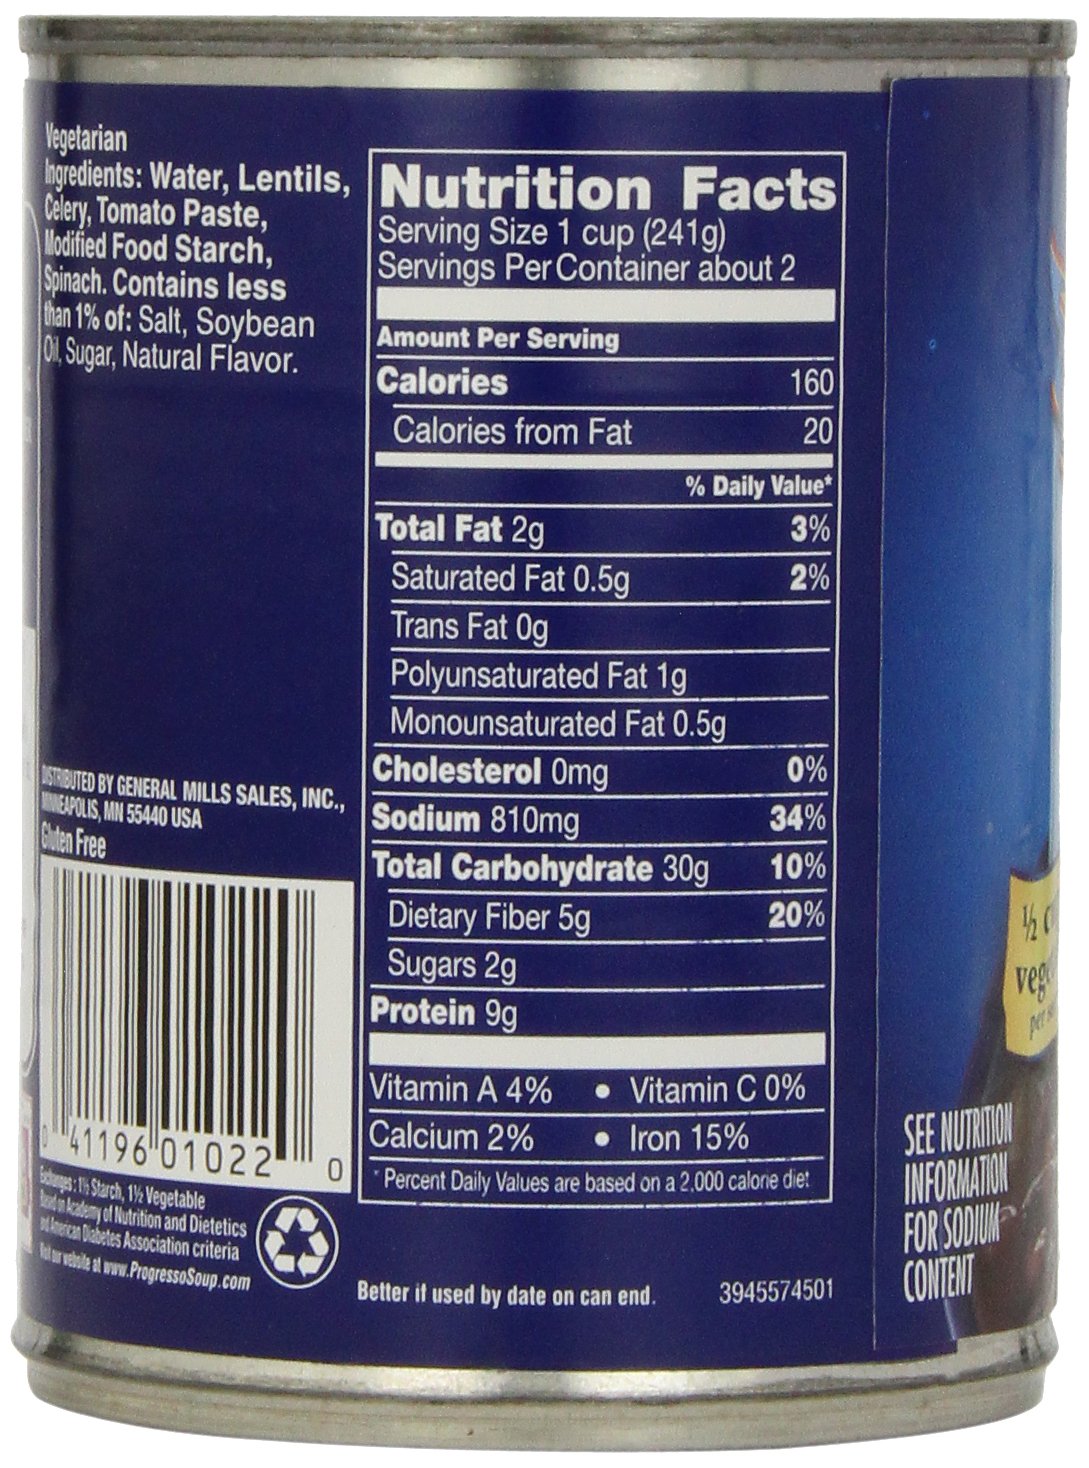 Vegetarian
Ingredients: Water, Lentils,
Celery, Tomato Paste,
Modified Food Starch,
Spinach. Contains less
than 1% of: Salt, Soybean
Oil, Sugar, Natural Flavor.
DISTRIBUTED BY GENERAL MILLS SALES, INC.,
MINNEAPOLIS, MN 55440 USA
Gluten Free
0 41196 01022 0
Exchanges: 1½ Starch, 1½ Vegetable
Based on Academy of Nutrition and Dietetics
and American Diabetes Association criteria
Visit our website at www.ProgressoSoup.com
Nutrition Facts
Serving Size 1 cup (241g)
Servings Per Container about 2
Amount Per Serving
Calories 160
Calories from Fat 20
% Daily Value*
Total Fat 2g 3%
Saturated Fat 0.5g 2%
Trans Fat 0g
Polyunsaturated Fat 1g
Monounsaturated Fat 0.5g
Cholesterol 0mg 0%
Sodium 810mg 34%
Total Carbohydrate 30g 10%
Dietary Fiber 5g 20%
Sugars 2g
Protein 9g
Vitamin A 4% • Vitamin C 0%
Calcium 2% • Iron 15%
* Percent Daily Values are based on a 2,000 calorie diet
Better if used by date on can end. 3945574501
½
per
SEE NUTRITION
INFORMATION
FOR SODIUM
CONTENT